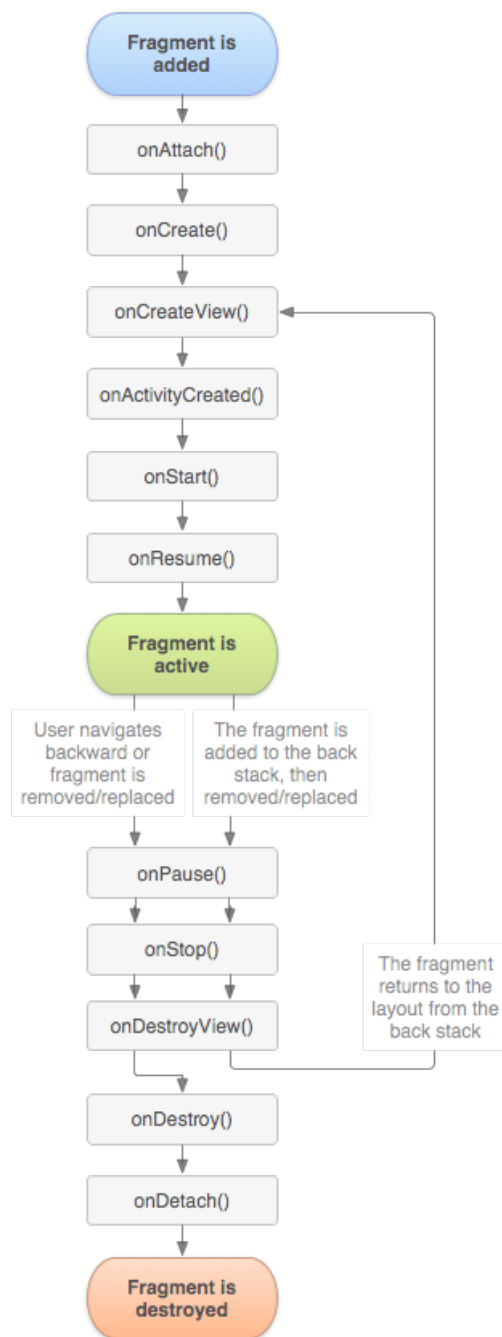 Fragment is
added
onAttach()
onCreate()
onCreateView()
onActivityCreated()
onStart()
onResume()
Fragment is
active
User navigates
backward or
fragment is
removed/replaced
The fragment is
added to the back
stack, then
removed/replaced
onPause()
onStop()
The fragment
returns to the
layout from the
back stack
onDestroyView()
onDestroy()
onDetach()
Fragment is
destroyed